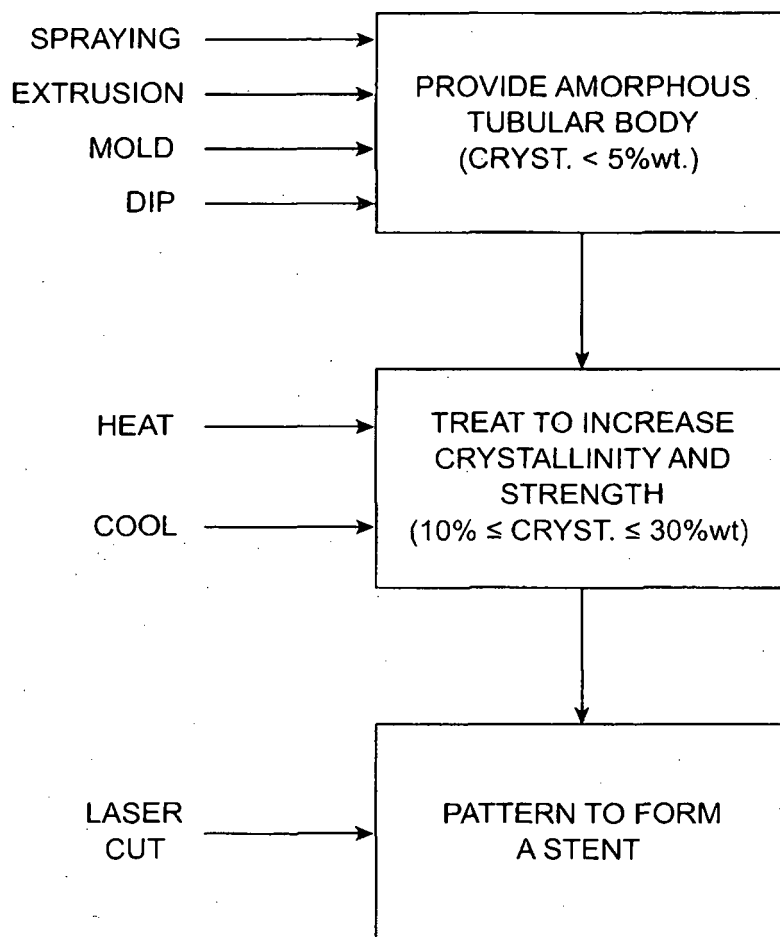 SPRAYING
EXTRUSION
MOLD
DIP
PROVIDE AMORPHOUS
TUBULAR BODY
(CRYST. < 5%wt.)
HEAT
COOL
TREAT TO INCREASE
CRYSTALLINITY AND
STRENGTH
(10% ≤ CRYST. ≤ 30%wt)
LASER
CUT
PATTERN TO FORM
A STENT